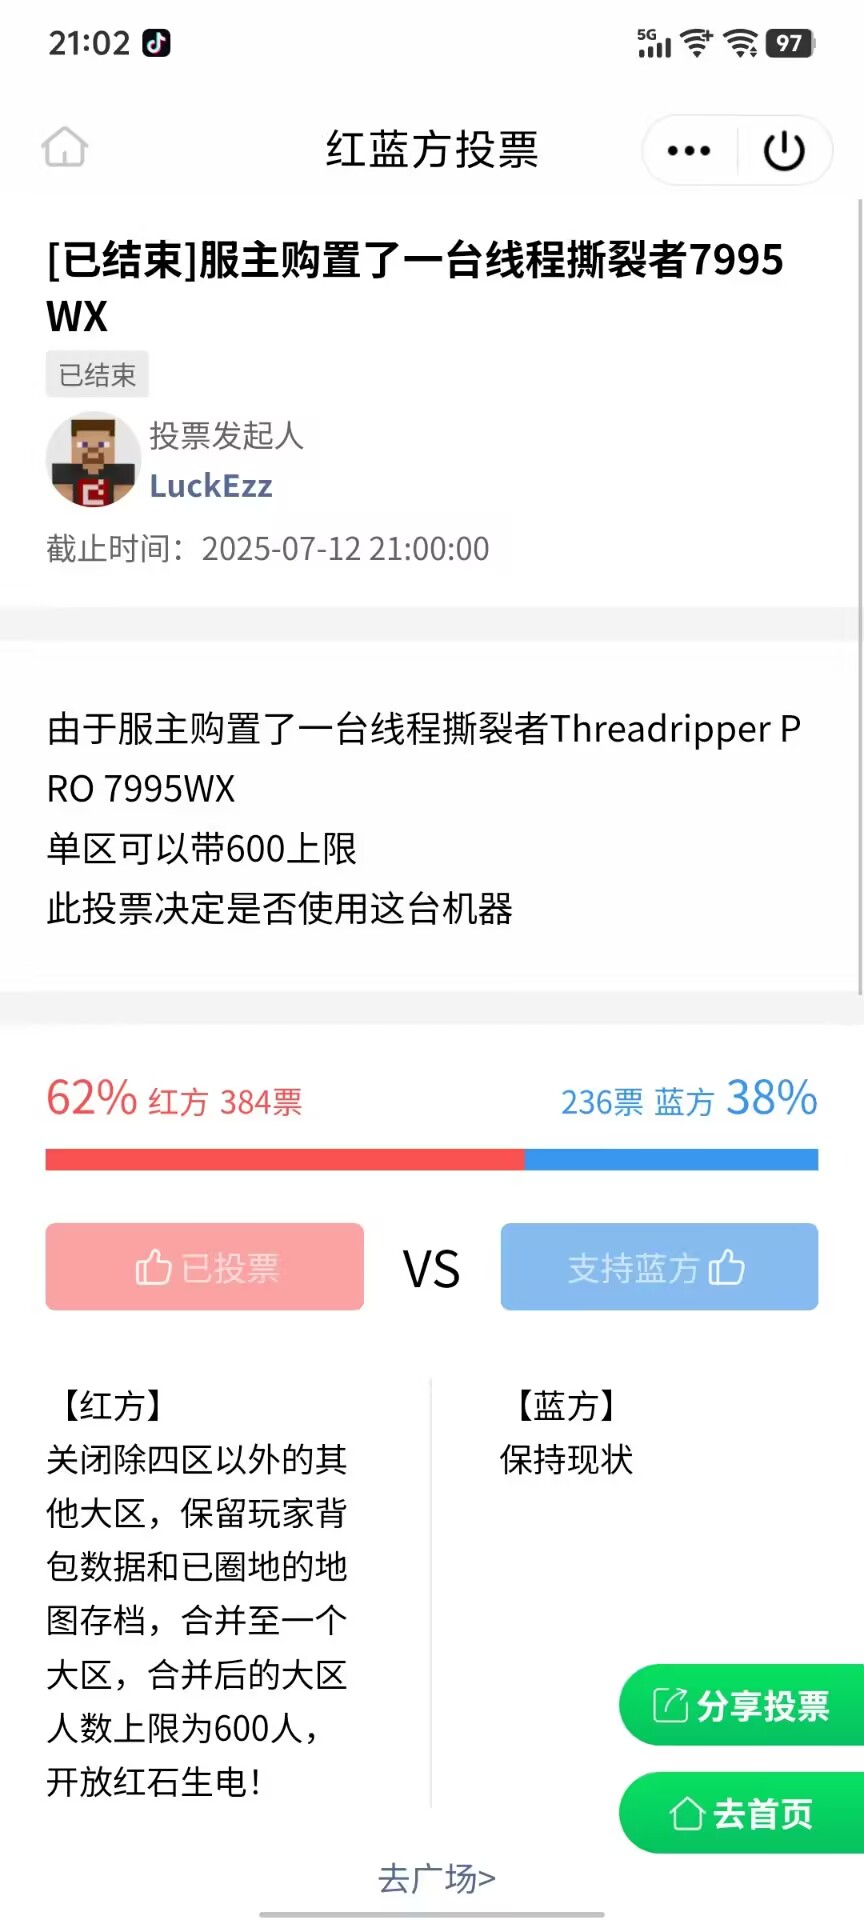 21:02
5G
97
红蓝方投票
[已结束]服主购置了一台线程撕裂者7995
WX
已结束
投票发起人
LuckEzz
截止时间：2025-07-12 21:00:00
由于服主购置了一台线程撕裂者Threadripper P
RO 7995WX
单区可以带600上限
此投票决定是否使用这台机器
62% 红方 384票
236票 蓝方 38%
已投票
VS
支持蓝方
【红方】
关闭除四区以外的其
他大区，保留玩家背
包数据和已圈地的地
图存档，合并至一个
大区，合并后的大区
人数上限为600人，
开放红石生电！
【蓝方】
保持现状
分享投票
去首页
去广场>